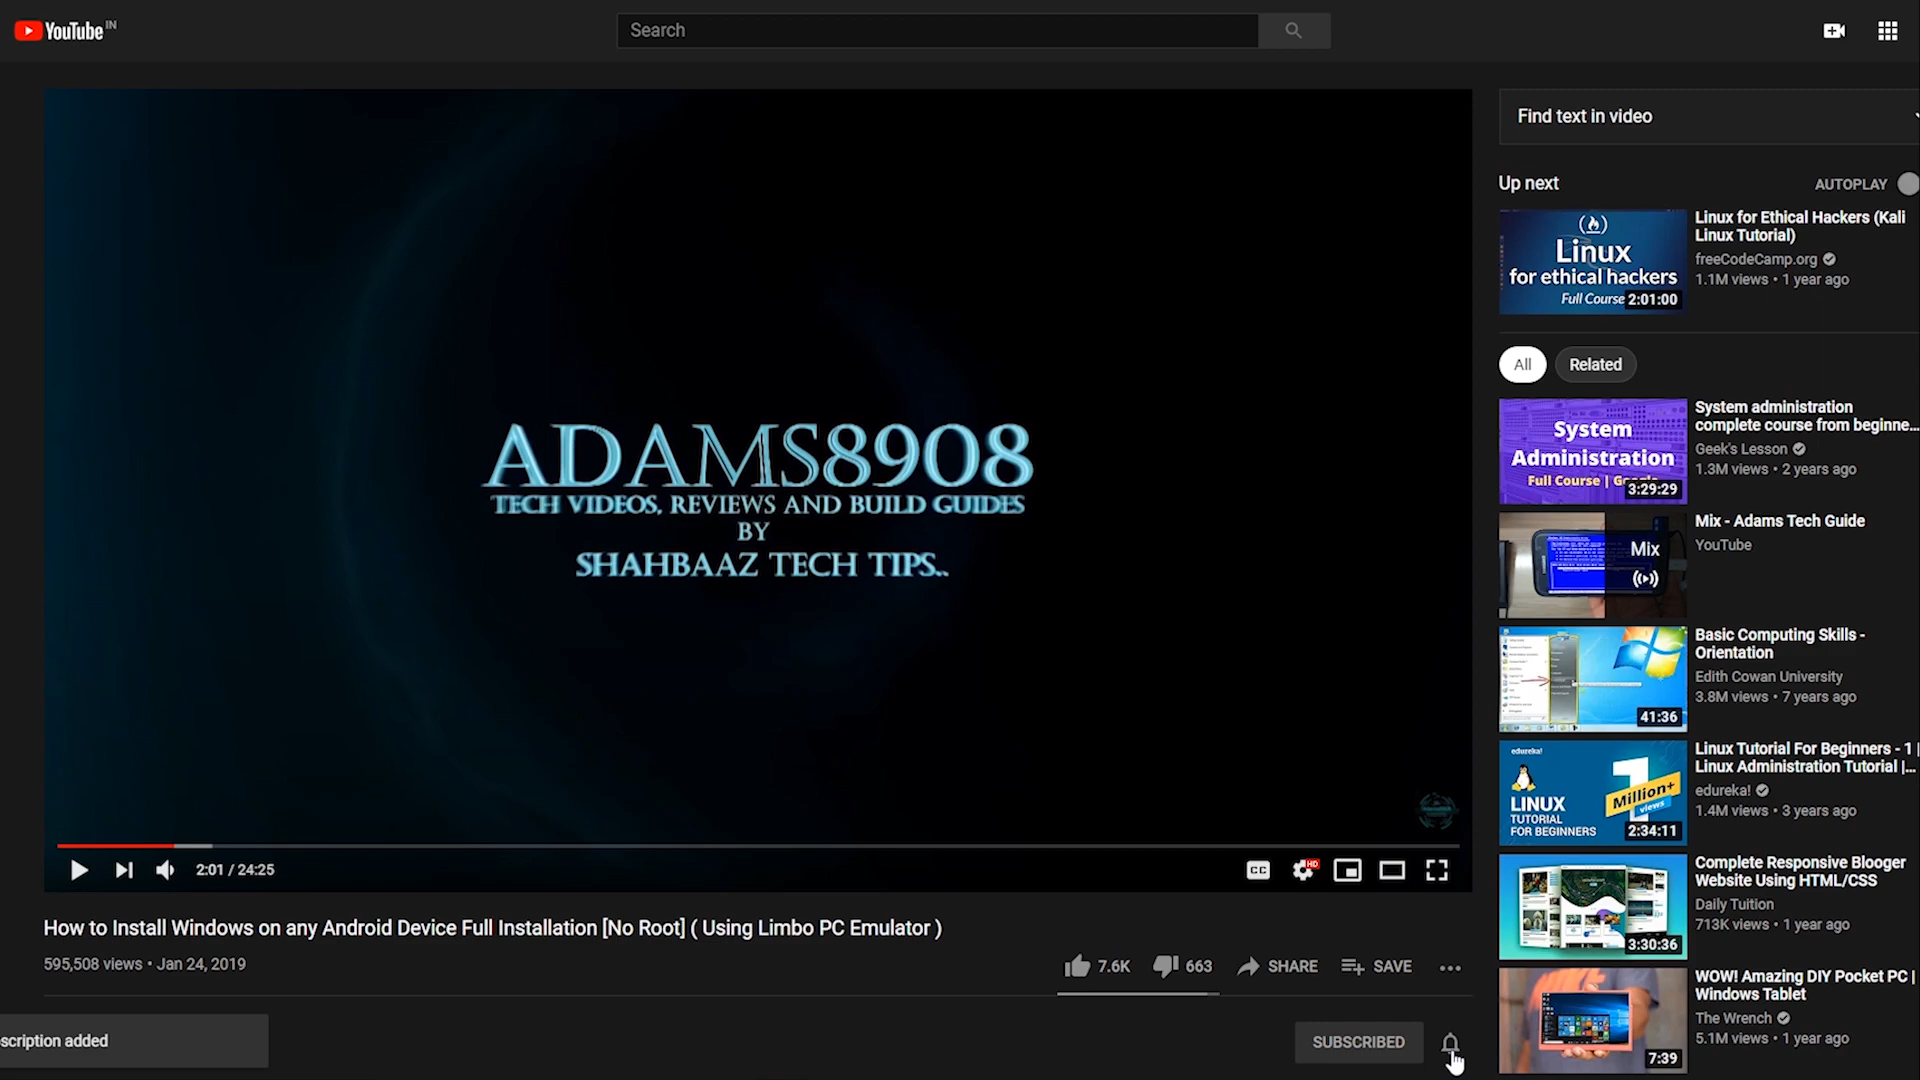 YouTube IN
Search
ADAMS8908
TECH VIDEOS, REVIEWS AND BUILD GUIDES
BY
SHAHBAAZ TECH TIPS..
2:01 / 24:25
CC
HD
How to Install Windows on any Android Device Full Installation [No Root] ( Using Limbo PC Emulator )
595,508 views • Jan 24, 2019
7.6K
663
SHARE
SAVE
scription added
SUBSCRIBED
Find text in video
Up next
AUTOPLAY
Linux
for ethical hackers
Full Course
2:01:00
Linux for Ethical Hackers (Kali
Linux Tutorial)
freeCodeCamp.org
1.1M views • 1 year ago
All
Related
System
Administration
Full Course |
3:29:29
System administration
complete course from beginne...
Geek's Lesson
1.3M views • 2 years ago
Mix
Mix - Adams Tech Guide
YouTube
41:36
Basic Computing Skills -
Orientation
Edith Cowan University
3.8M views • 7 years ago
edureka!
1
Million+
views
LINUX
TUTORIAL
FOR BEGINNERS
2:34:11
Linux Tutorial For Beginners - 1 |
Linux Administration Tutorial |...
edureka!
1.4M views • 3 years ago
3:30:36
Complete Responsive Blooger
Website Using HTML/CSS
Daily Tuition
713K views • 1 year ago
7:39
WOW! Amazing DIY Pocket PC |
Windows Tablet
The Wrench
5.1M views • 1 year ago